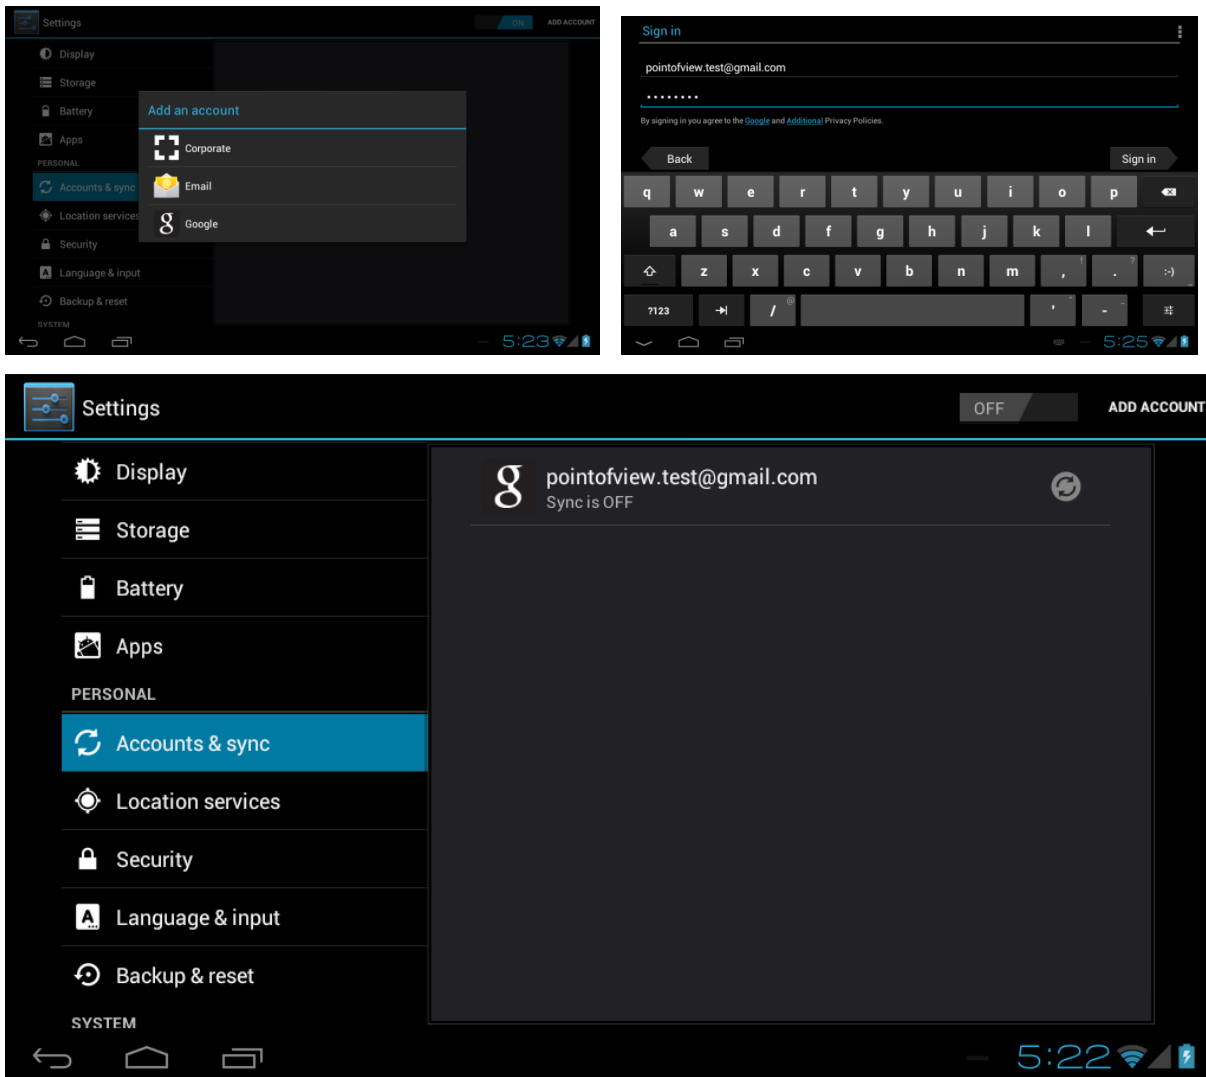 Settings
ON
ADD ACCOUNT
Display
Storage
Battery
Apps
PERSONAL
Accounts & sync
Location services
Security
Language & input
Backup & reset
SYSTEM
Add an account
Corporate
Email
Google
5:23
Sign in
pointofview.test@gmail.com
••••••••
By signing in you agree to the Google and Additional Privacy Policies.
Back
Sign in
q w e r t y u i o p
a s d f g h j k l
z x c v b n m , ! . ? :-)
?123 / @ ' " - _
5:25
Settings
OFF
ADD ACCOUNT
Display
Storage
Battery
Apps
PERSONAL
Accounts & sync
Location services
Security
Language & input
Backup & reset
SYSTEM
pointofview.test@gmail.com
Sync is OFF
5:22